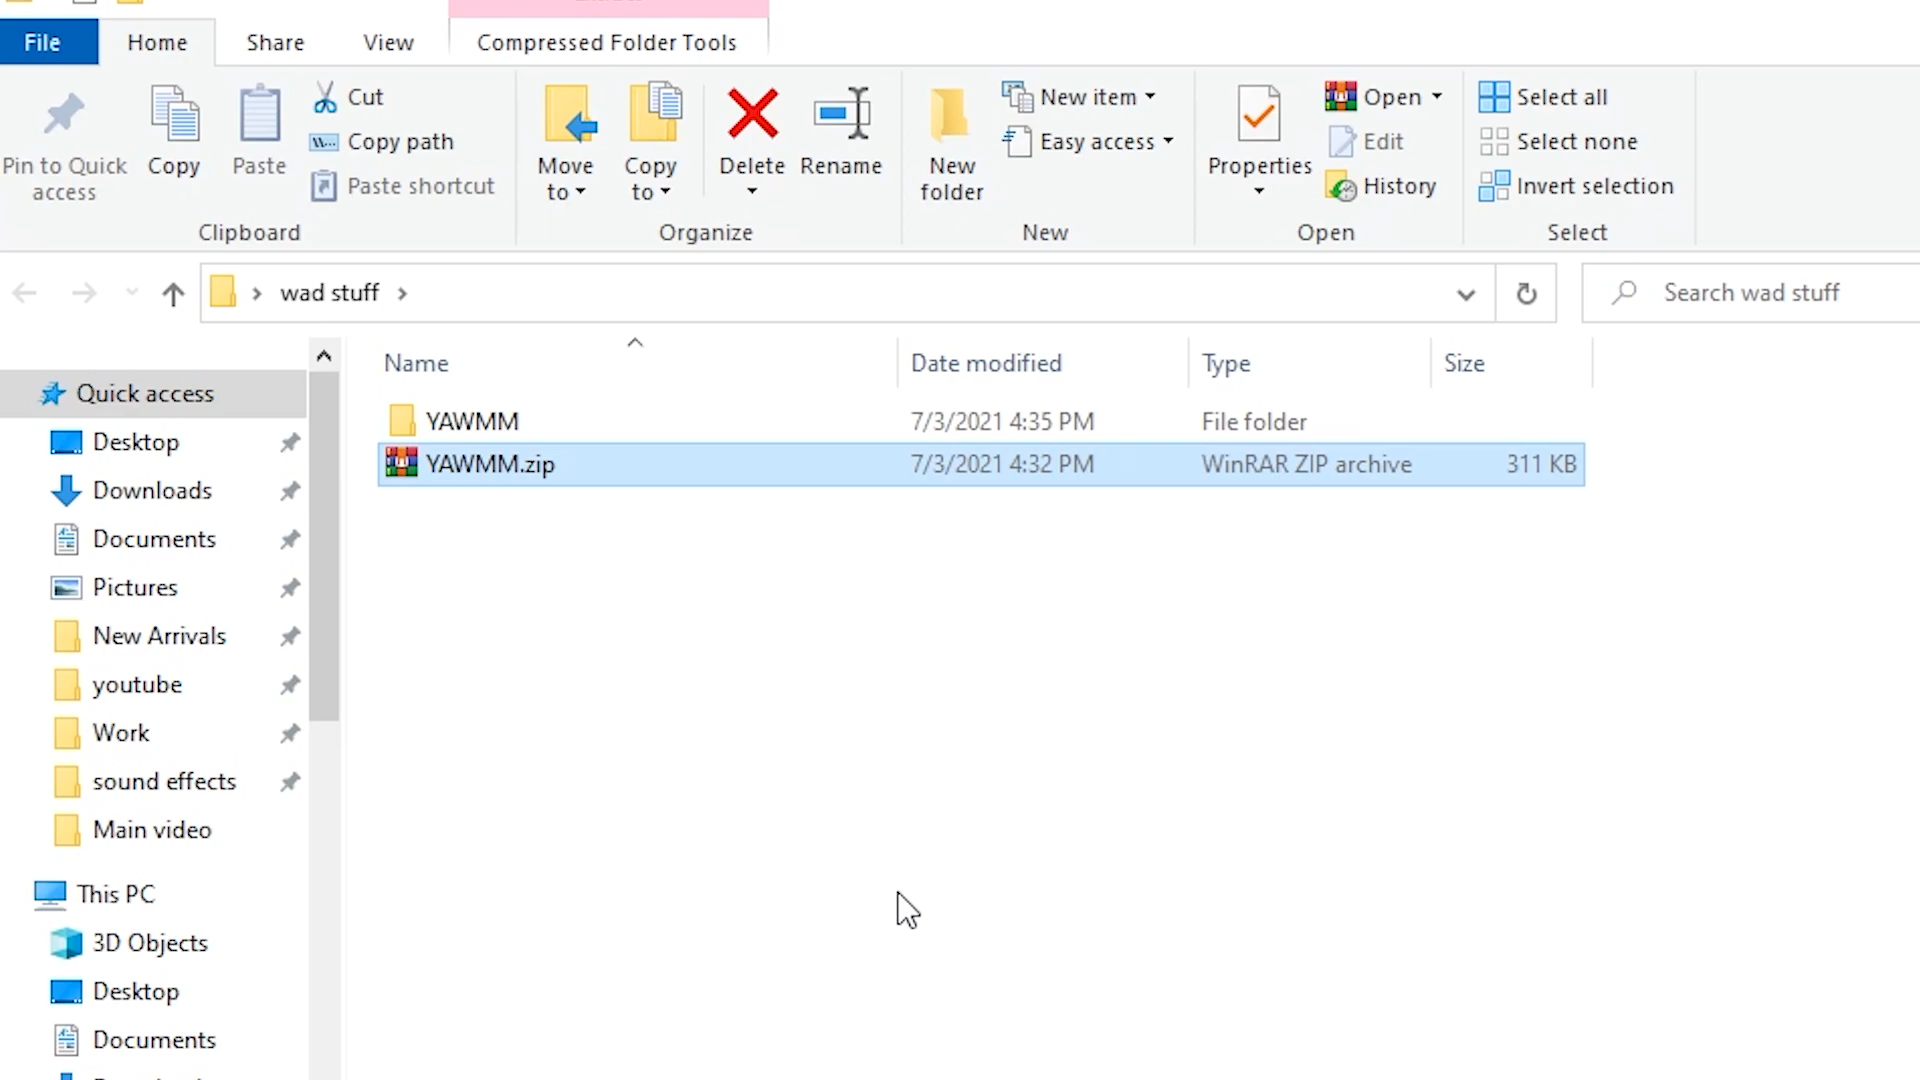 File
Home
Share
View
Compressed Folder Tools
Pin to Quick
access
Copy
Paste
Cut
Copy path
Paste shortcut
Clipboard
Move
to
Copy
to
Delete
Rename
Organize
New
folder
New item
Easy access
New
Properties
Open
Edit
History
Open
Select all
Select none
Invert selection
Select
wad stuff
Search wad stuff
Name
Date modified
Type
Size
YAWMM 7/3/2021 4:35 PM File folder
YAWMM.zip 7/3/2021 4:32 PM WinRAR ZIP archive 311 KB
Quick access
Desktop
Downloads
Documents
Pictures
New Arrivals
youtube
Work
sound effects
Main video
This PC
3D Objects
Desktop
Documents